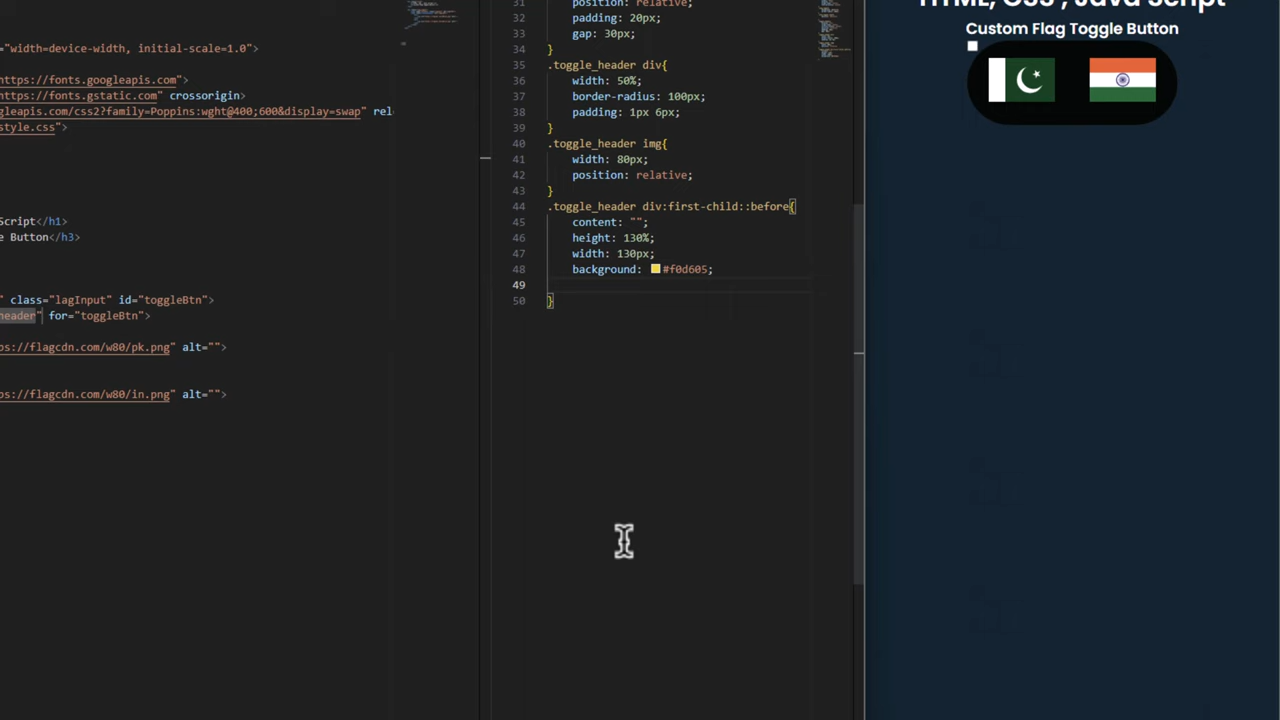 ="width=device-width, initial-scale=1.0">
https://fonts.googleapis.com">
https://fonts.gstatic.com" crossorigin>
gleapis.com/css2?family=Poppins:wght@400;600&display=swap" rel
style.css">
Script</h1>
e Button</h3>
" class="lagInput" id="toggleBtn">
header" for="toggleBtn">
ps://flagcdn.com/w80/pk.png" alt="">
ps://flagcdn.com/w80/in.png" alt="">
31 position: relative;
32 padding: 20px;
33 gap: 30px;
34 }
35 .toggle_header div{
36 width: 50%;
37 border-radius: 100px;
38 padding: 1px 6px;
39 }
40 .toggle_header img{
41 width: 80px;
42 position: relative;
43 }
44 .toggle_header div:first-child::before{
45 content: "";
46 height: 130%;
47 width: 130px;
48 background: #f0d605;
49
50 }
HTML, CSS , Java Script
Custom Flag Toggle Button